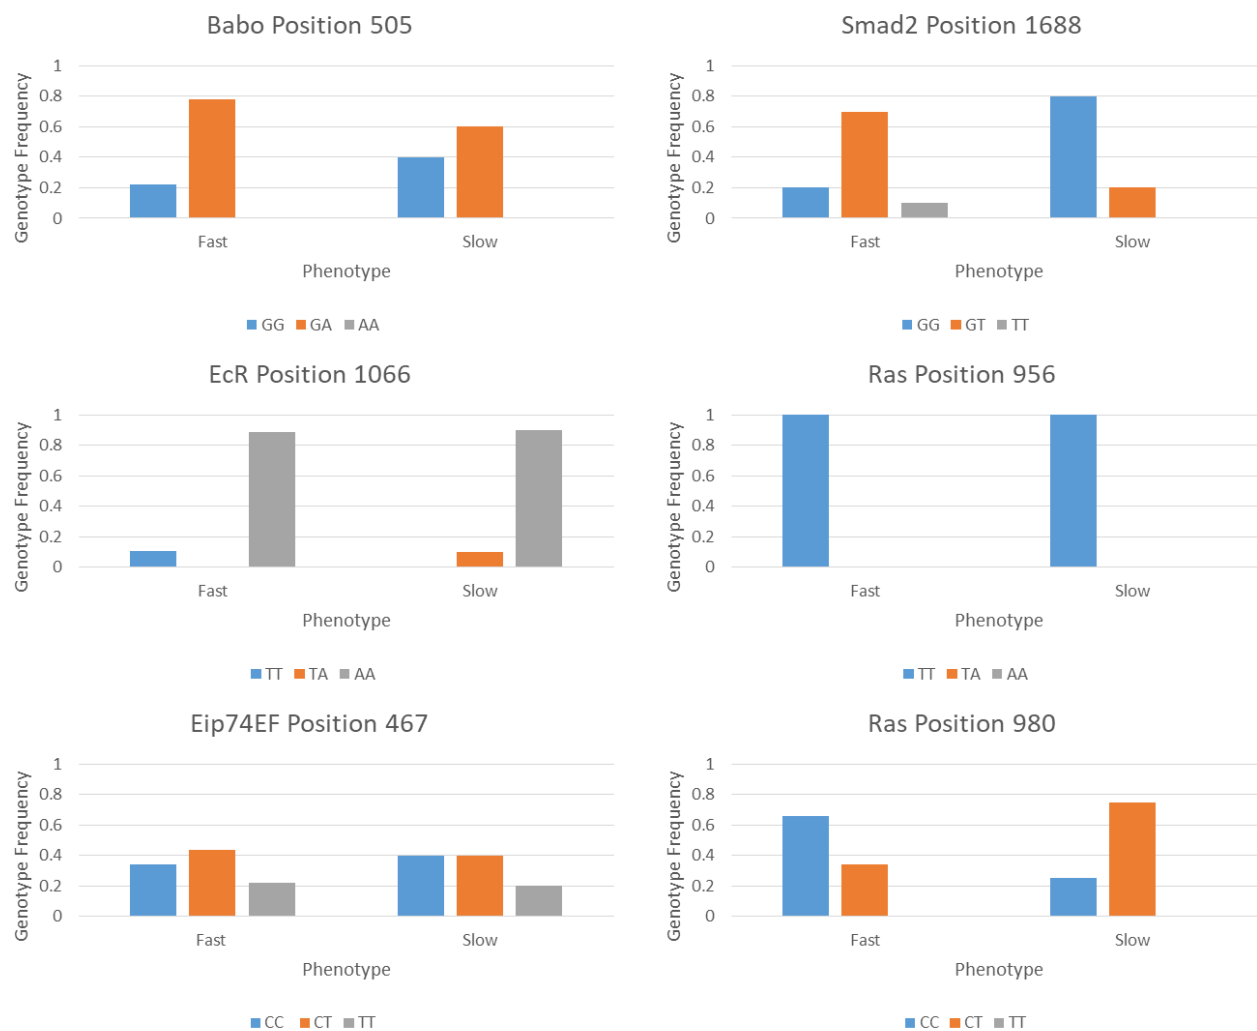 Babo Position 505
Genotype Frequency
1
0.8
0.6
0.4
0.2
0
Fast Slow
Phenotype
GG GA AA
Smad2 Position 1688
Genotype Frequency
1
0.8
0.6
0.4
0.2
0
Fast Slow
Phenotype
GG GT TT
EcR Position 1066
Genotype Frequency
1
0.8
0.6
0.4
0.2
0
Fast Slow
Phenotype
TT TA AA
Ras Position 956
Genotype Frequency
1
0.8
0.6
0.4
0.2
0
Fast Slow
Phenotype
TT TA AA
Eip74EF Position 467
Genotype Frequency
1
0.8
0.6
0.4
0.2
0
Fast Slow
Phenotype
CC CT TT
Ras Position 980
Genotype Frequency
1
0.8
0.6
0.4
0.2
0
Fast Slow
Phenotype
CC CT TT